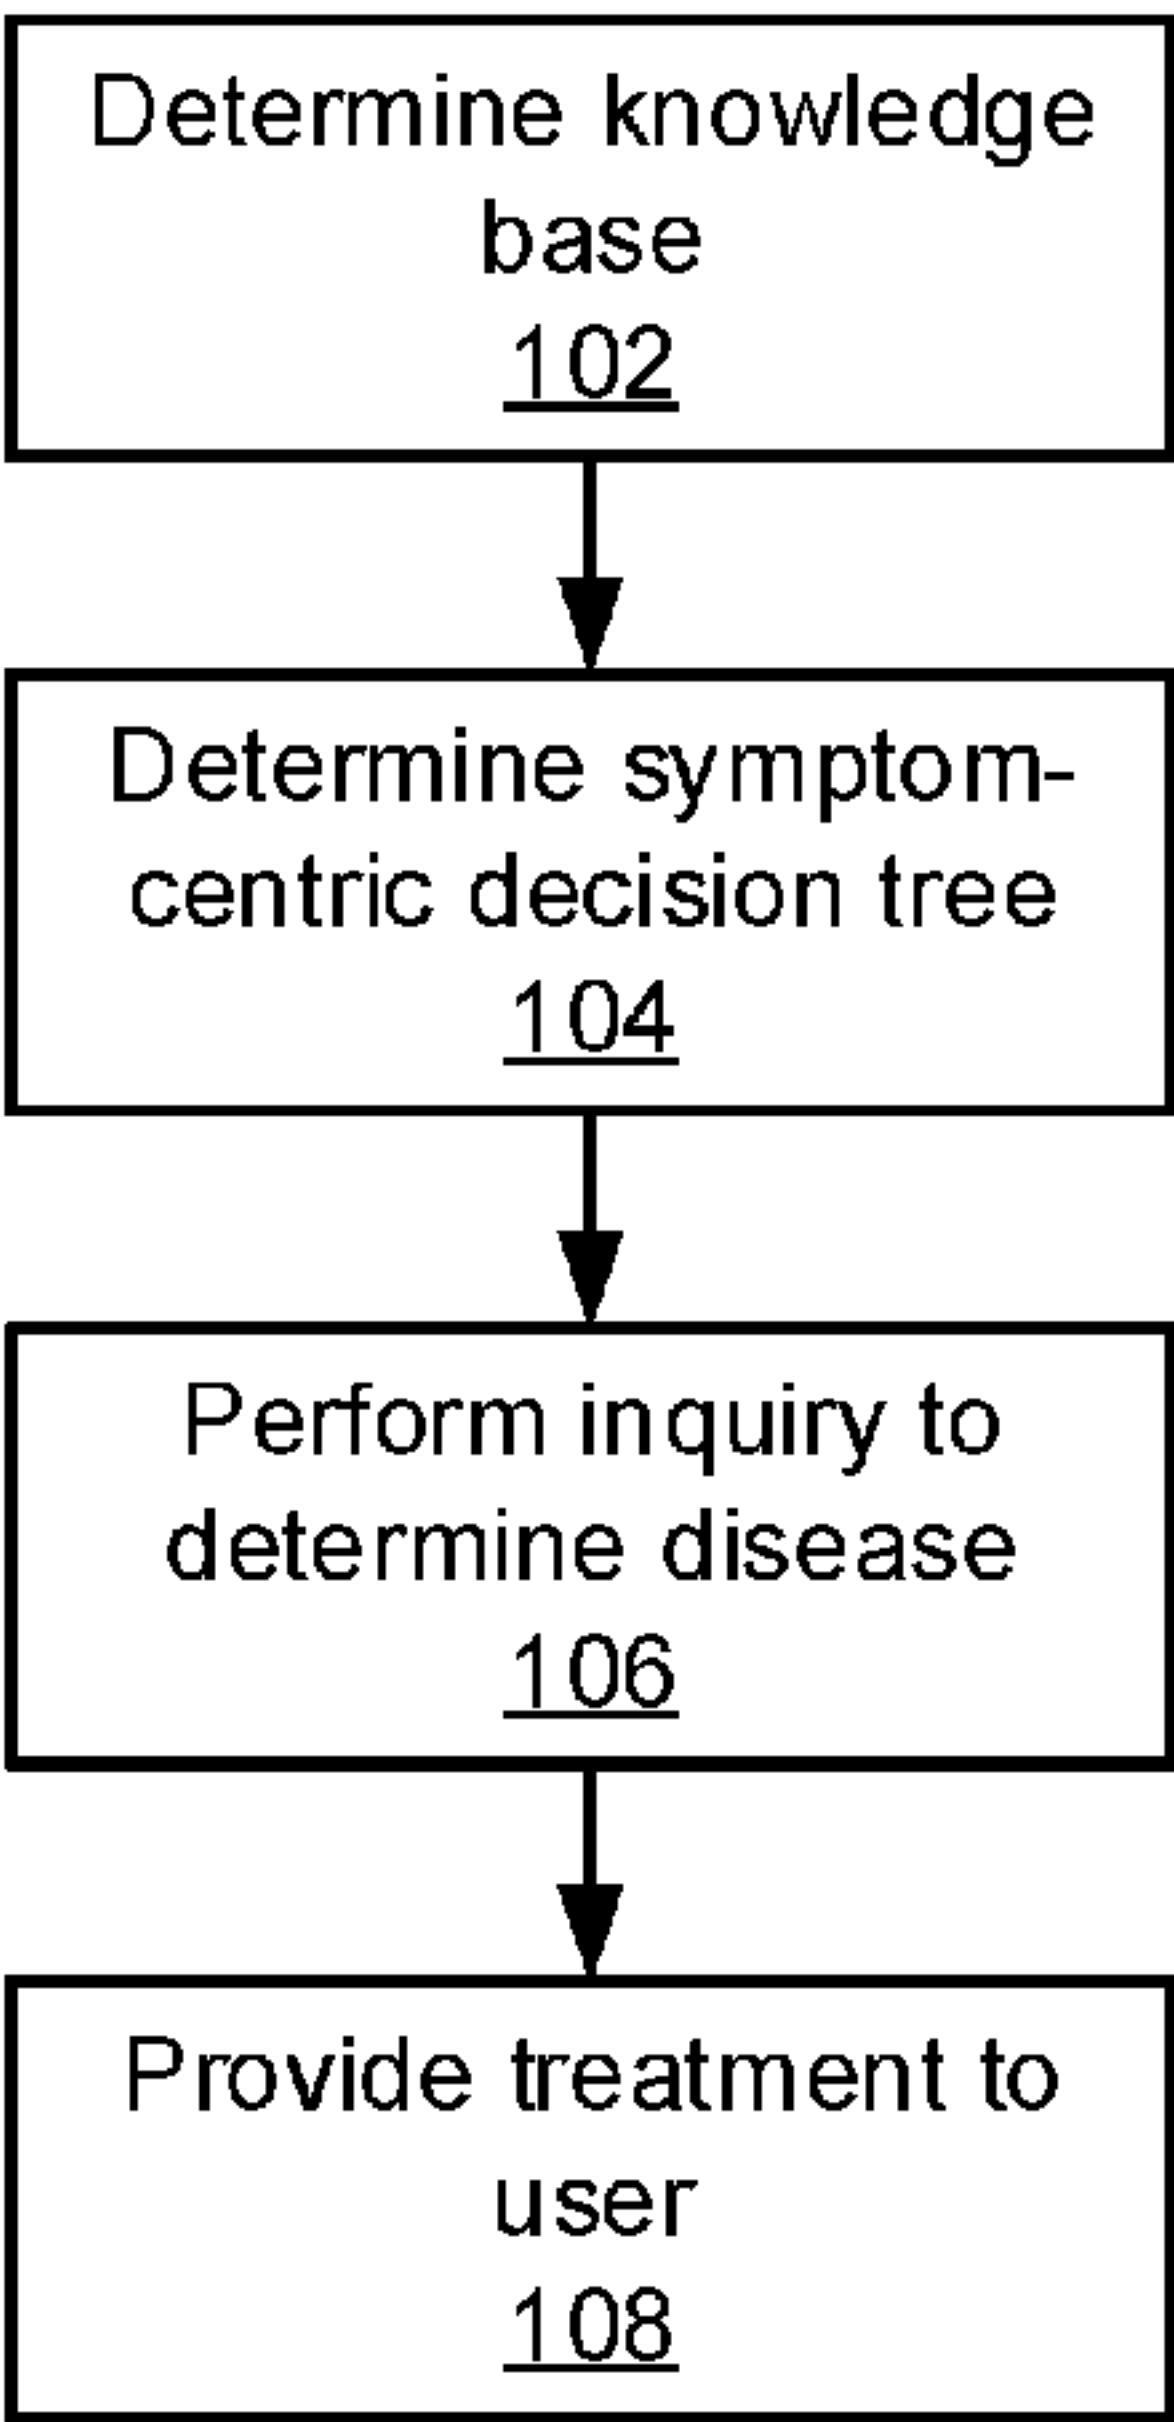 Determine knowledge
base
102
Determine symptom-
centric decision tree
104
Perform inquiry to
determine disease
106
Provide treatment to
user
108